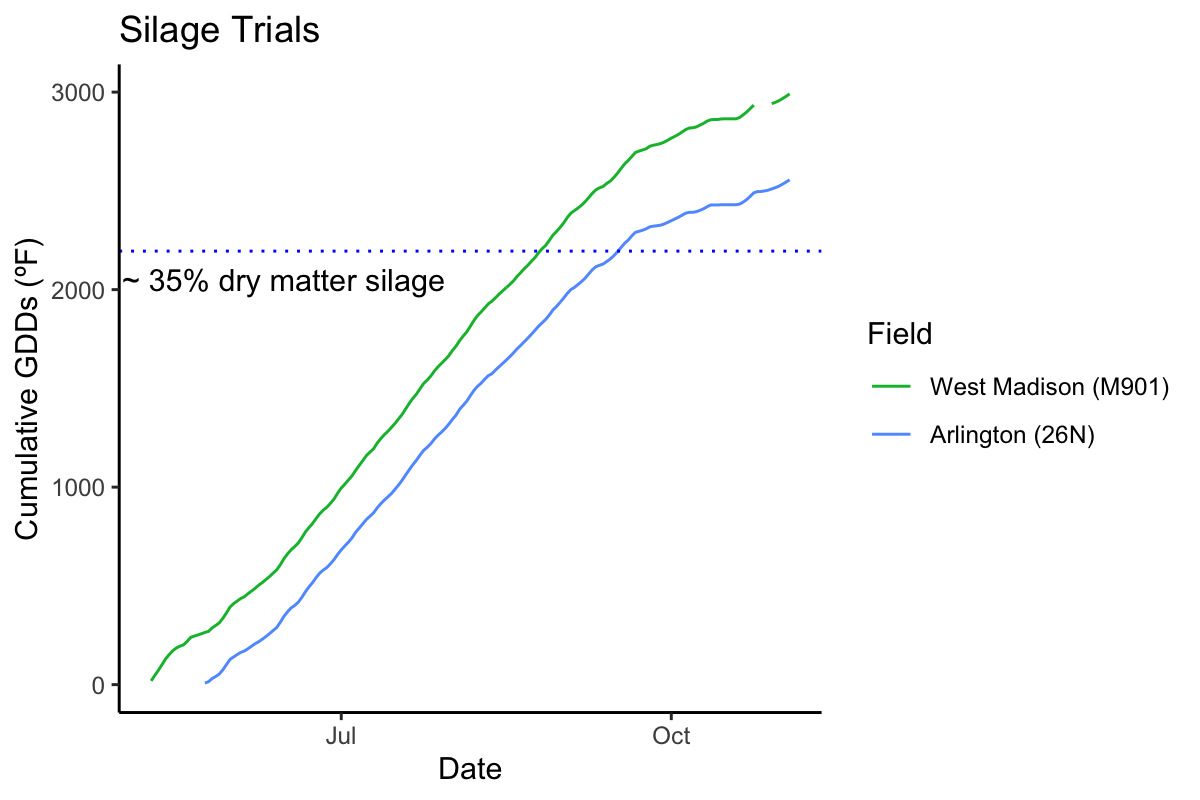 Silage Trials
3000
2000
1000
0
Cumulative GDDs (ºF)
~ 35% dry matter silage
Jul
Oct
Date
Field
West Madison (M901)
Arlington (26N)